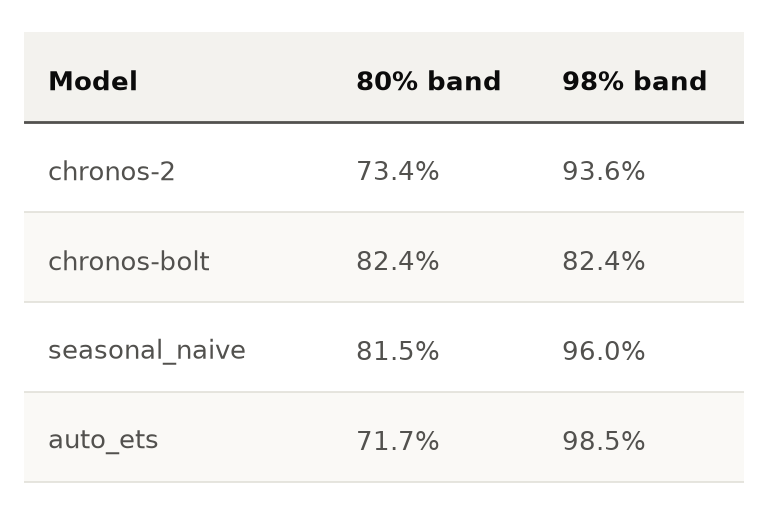 Model 80% band 98% band
chronos-2 73.4% 93.6%
chronos-bolt 82.4% 82.4%
seasonal_naive 81.5% 96.0%
auto_ets 71.7% 98.5%